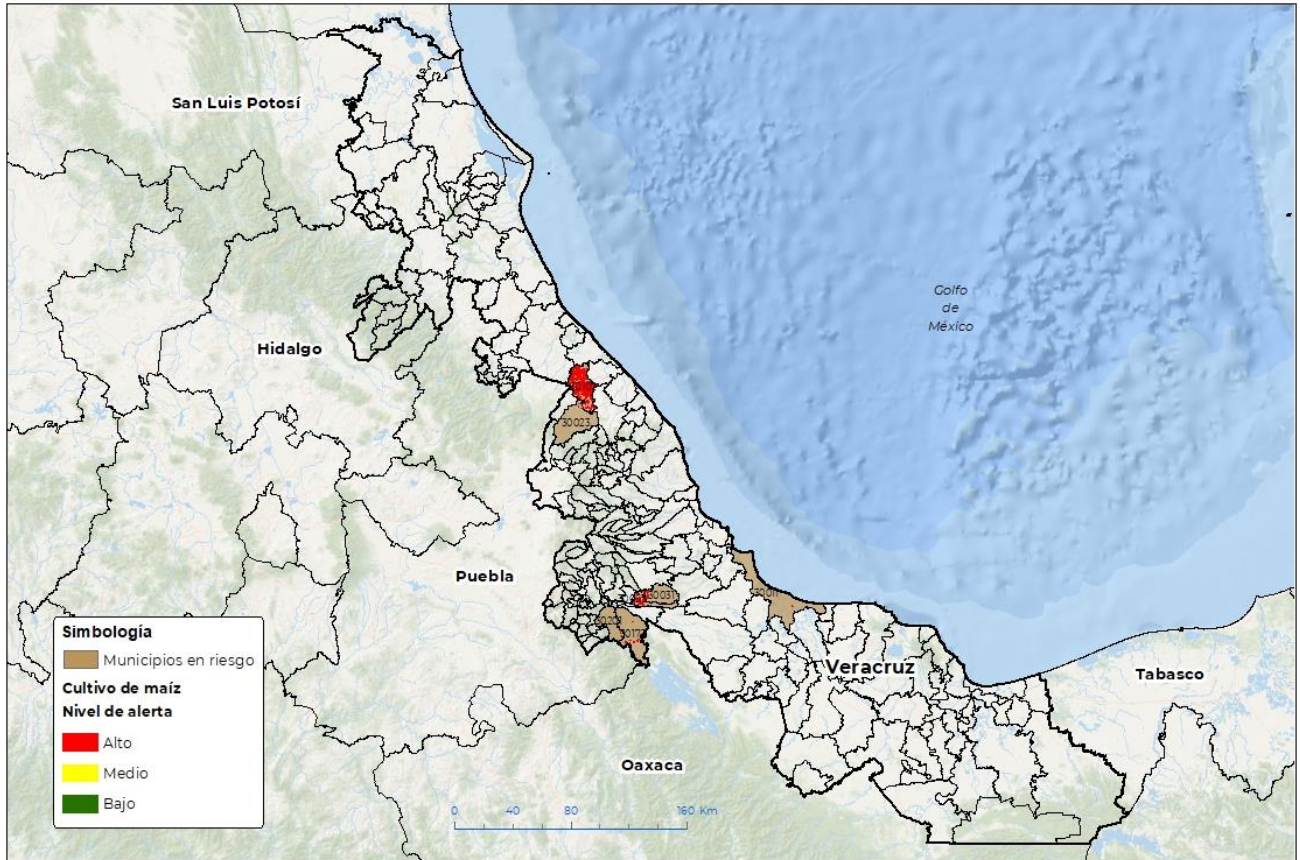 San Luis Potosí
Golfo
de
México
Hidalgo
30023
Puebla
Simbología
Municipios en riesgo
Cultivo de maíz
Nivel de alerta
Alto
Medio
Bajo
Veracruz
Tabasco
Oaxaca
0 40 80 160 Km